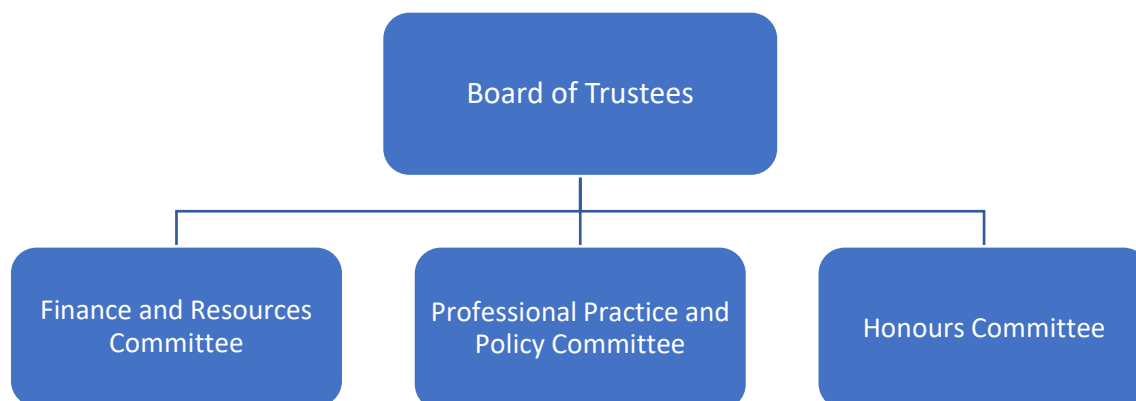 Board of Trustees
Finance and Resources
Committee
Professional Practice and
Policy Committee
Honours Committee